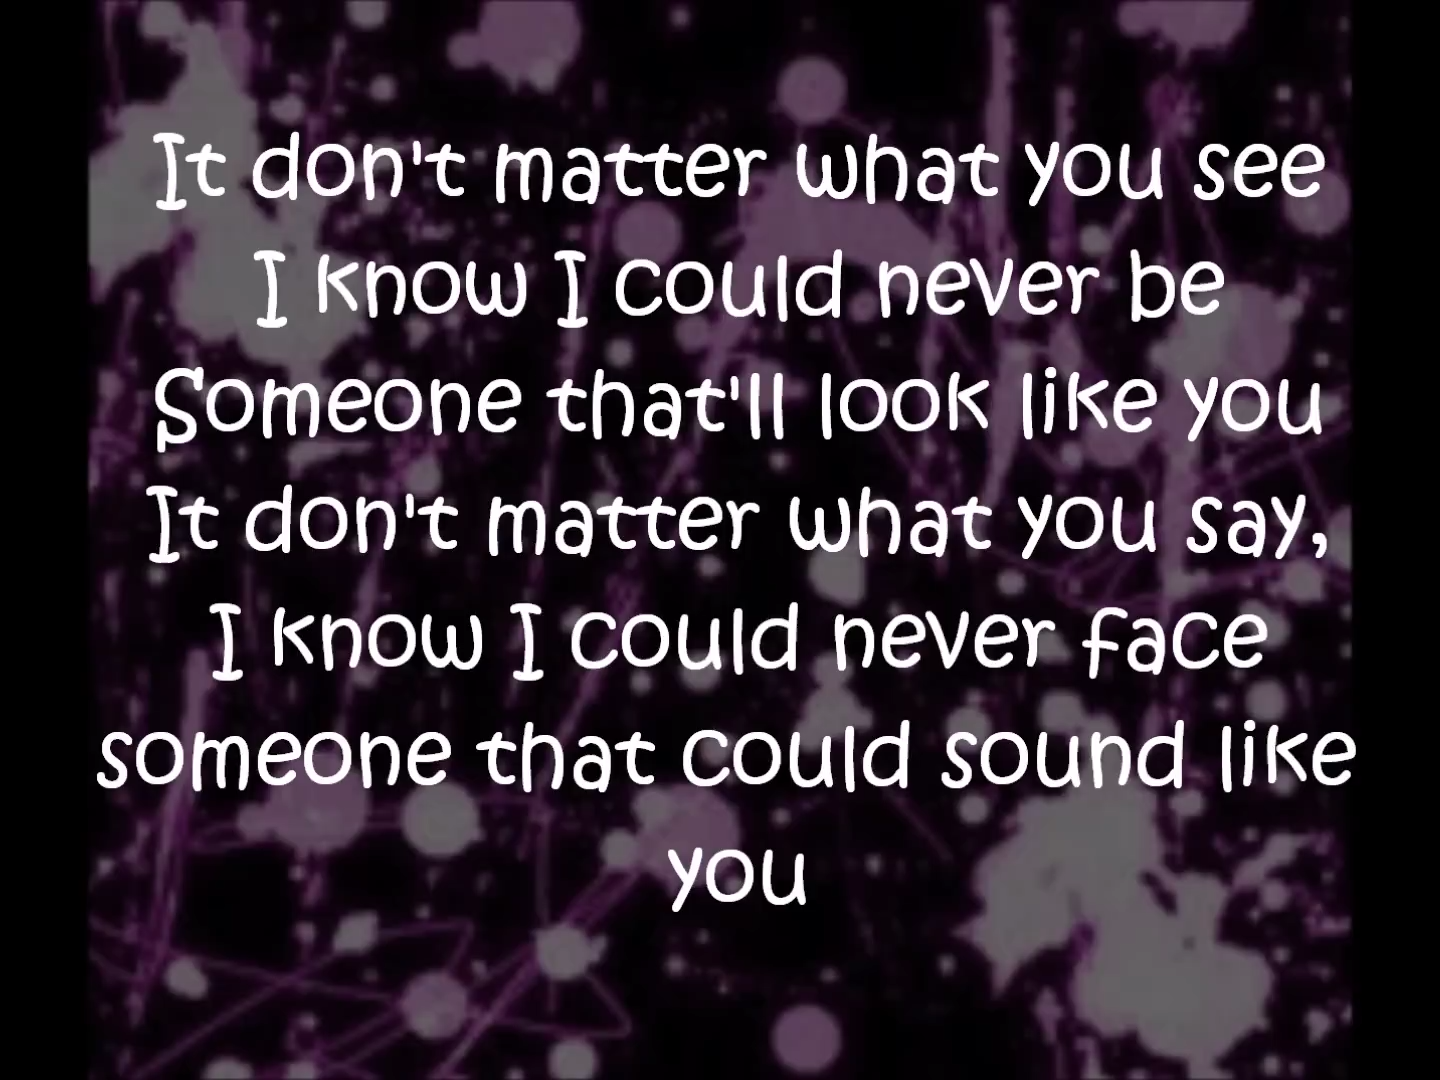 It don't matter what you see
I know I could never be
Someone that'll look like you
It don't matter what you say,
I know I could never face
someone that could sound like
you